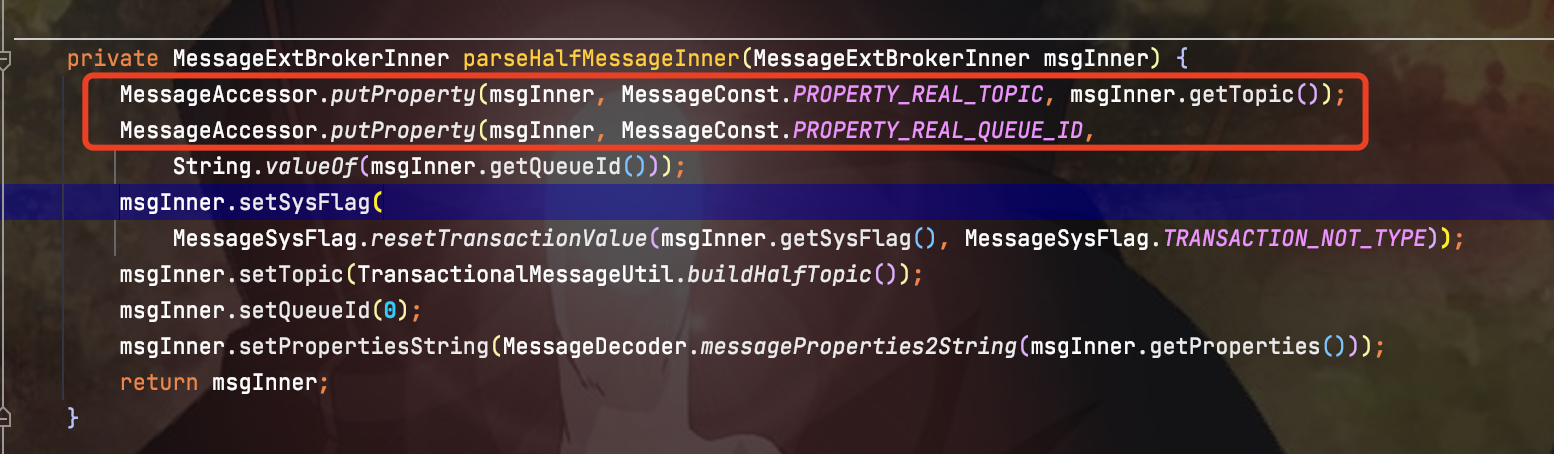 private MessageExtBrokerInner parseHalfMessageInner(MessageExtBrokerInner msgInner) {
MessageAccessor.putProperty(msgInner, MessageConst.PROPERTY_REAL_TOPIC, msgInner.getTopic());
MessageAccessor.putProperty(msgInner, MessageConst.PROPERTY_REAL_QUEUE_ID,
String.valueOf(msgInner.getQueueId()));
msgInner.setSysFlag(
MessageSysFlag.resetTransactionValue(msgInner.getSysFlag(), MessageSysFlag.TRANSACTION_NOT_TYPE));
msgInner.setTopic(TransactionalMessageUtil.buildHalfTopic());
msgInner.setQueueId(0);
msgInner.setPropertiesString(MessageDecoder.messageProperties2String(msgInner.getProperties()));
return msgInner;
}